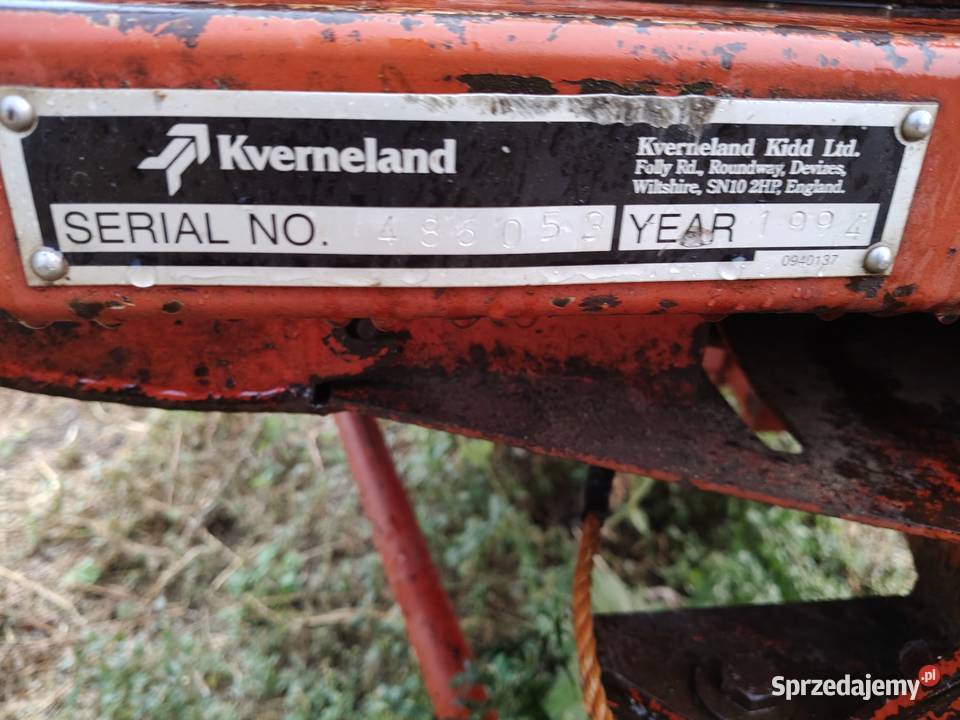 Kverneland
Kverneland Kidd Ltd.
Folly Rd., Roundway, Devizes,
Wiltshire, SN10 2HP, England.
SERIAL NO. 486053
YEAR 1994
0940137
Sprzedajemy.pl